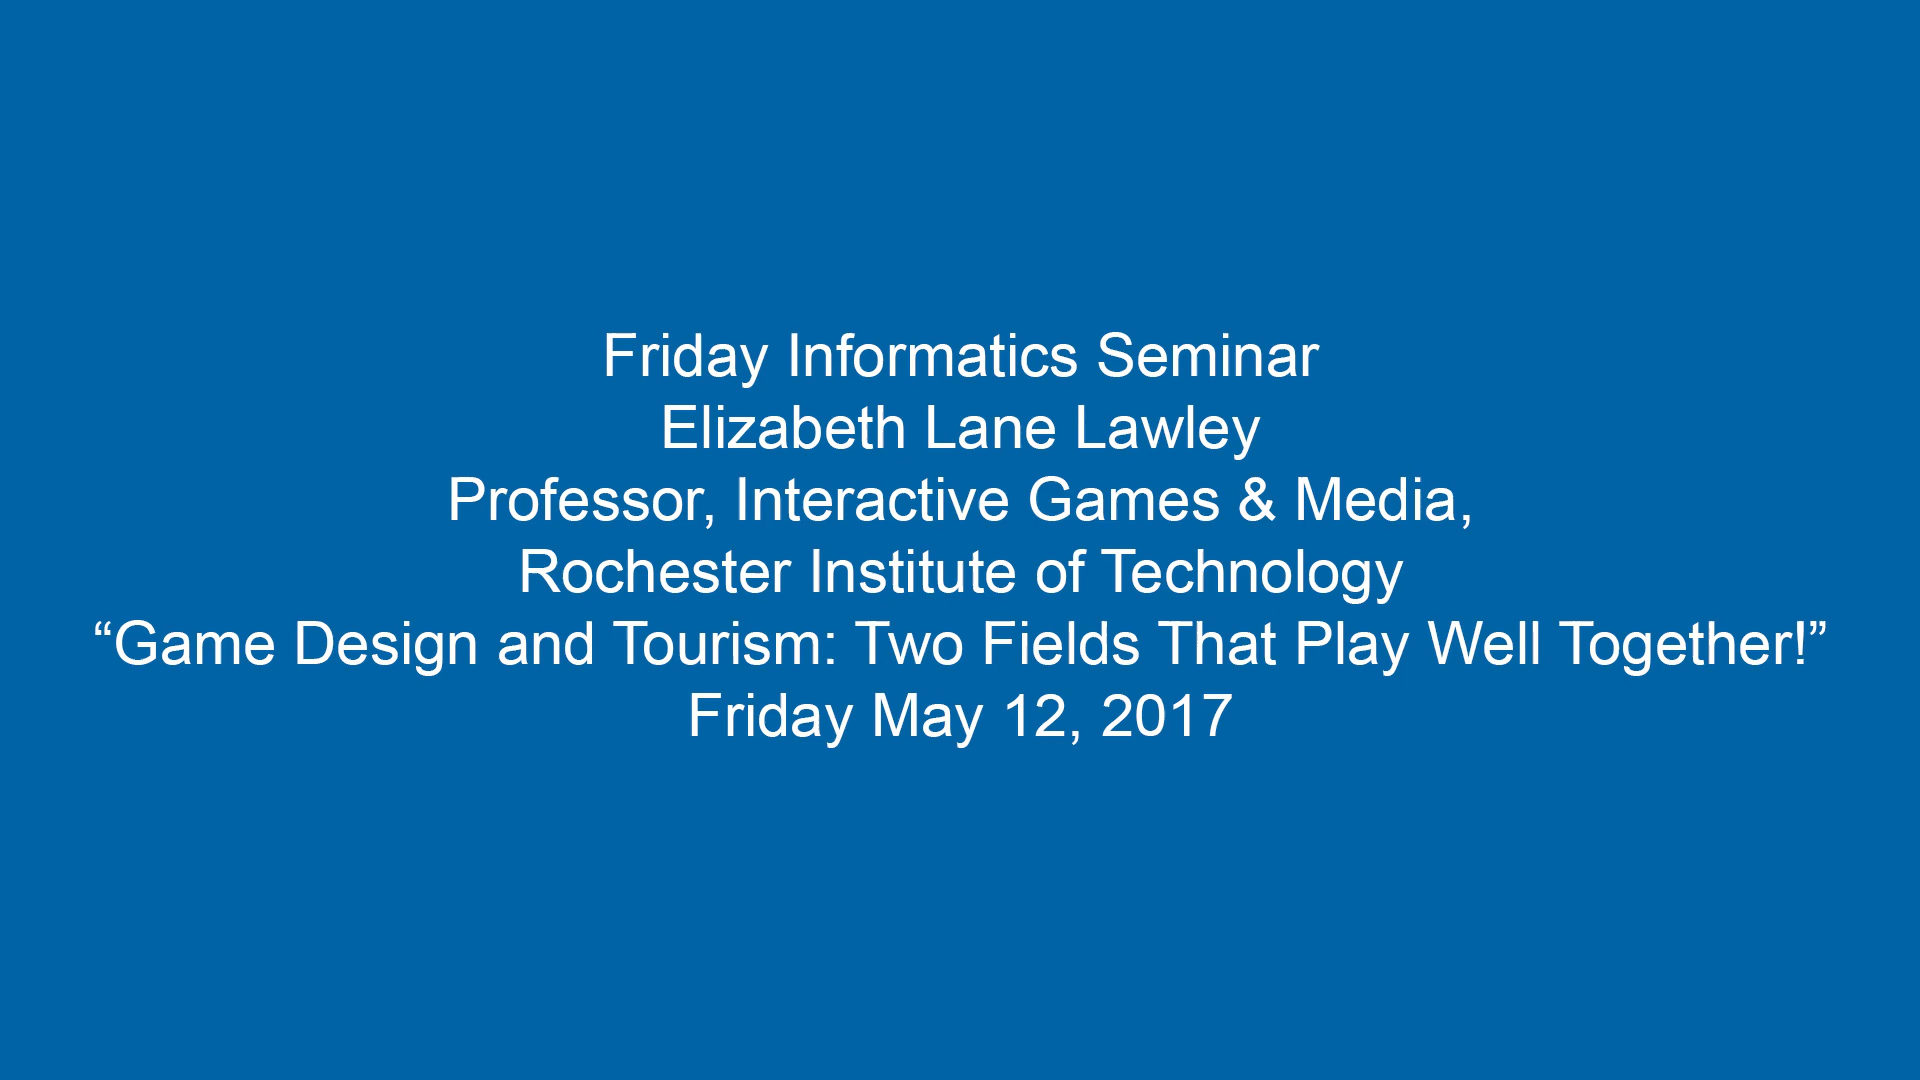 Friday Informatics Seminar
Elizabeth Lane Lawley
Professor, Interactive Games & Media,
Rochester Institute of Technology
“Game Design and Tourism: Two Fields That Play Well Together!”
Friday May 12, 2017